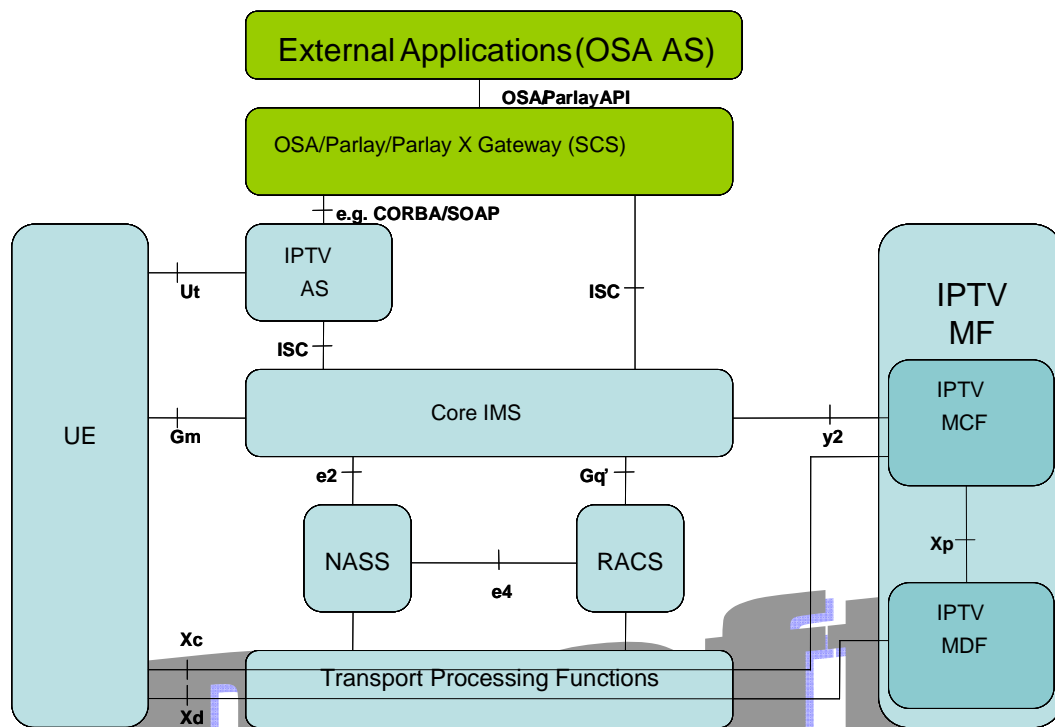 External Applications (OSA AS)
OSA/Parlay API
OSA/Parlay/Parlay X Gateway (SCS)
e.g. CORBA/SOAP
IPTV
AS
Ut
ISC
ISC
IPTV
MF
IPTV
MCF
Core IMS
UE
Gm
y2
e2
Gq'
NASS
RACS
e4
Xp
IPTV
MDF
Xc
Transport Processing Functions
Xd